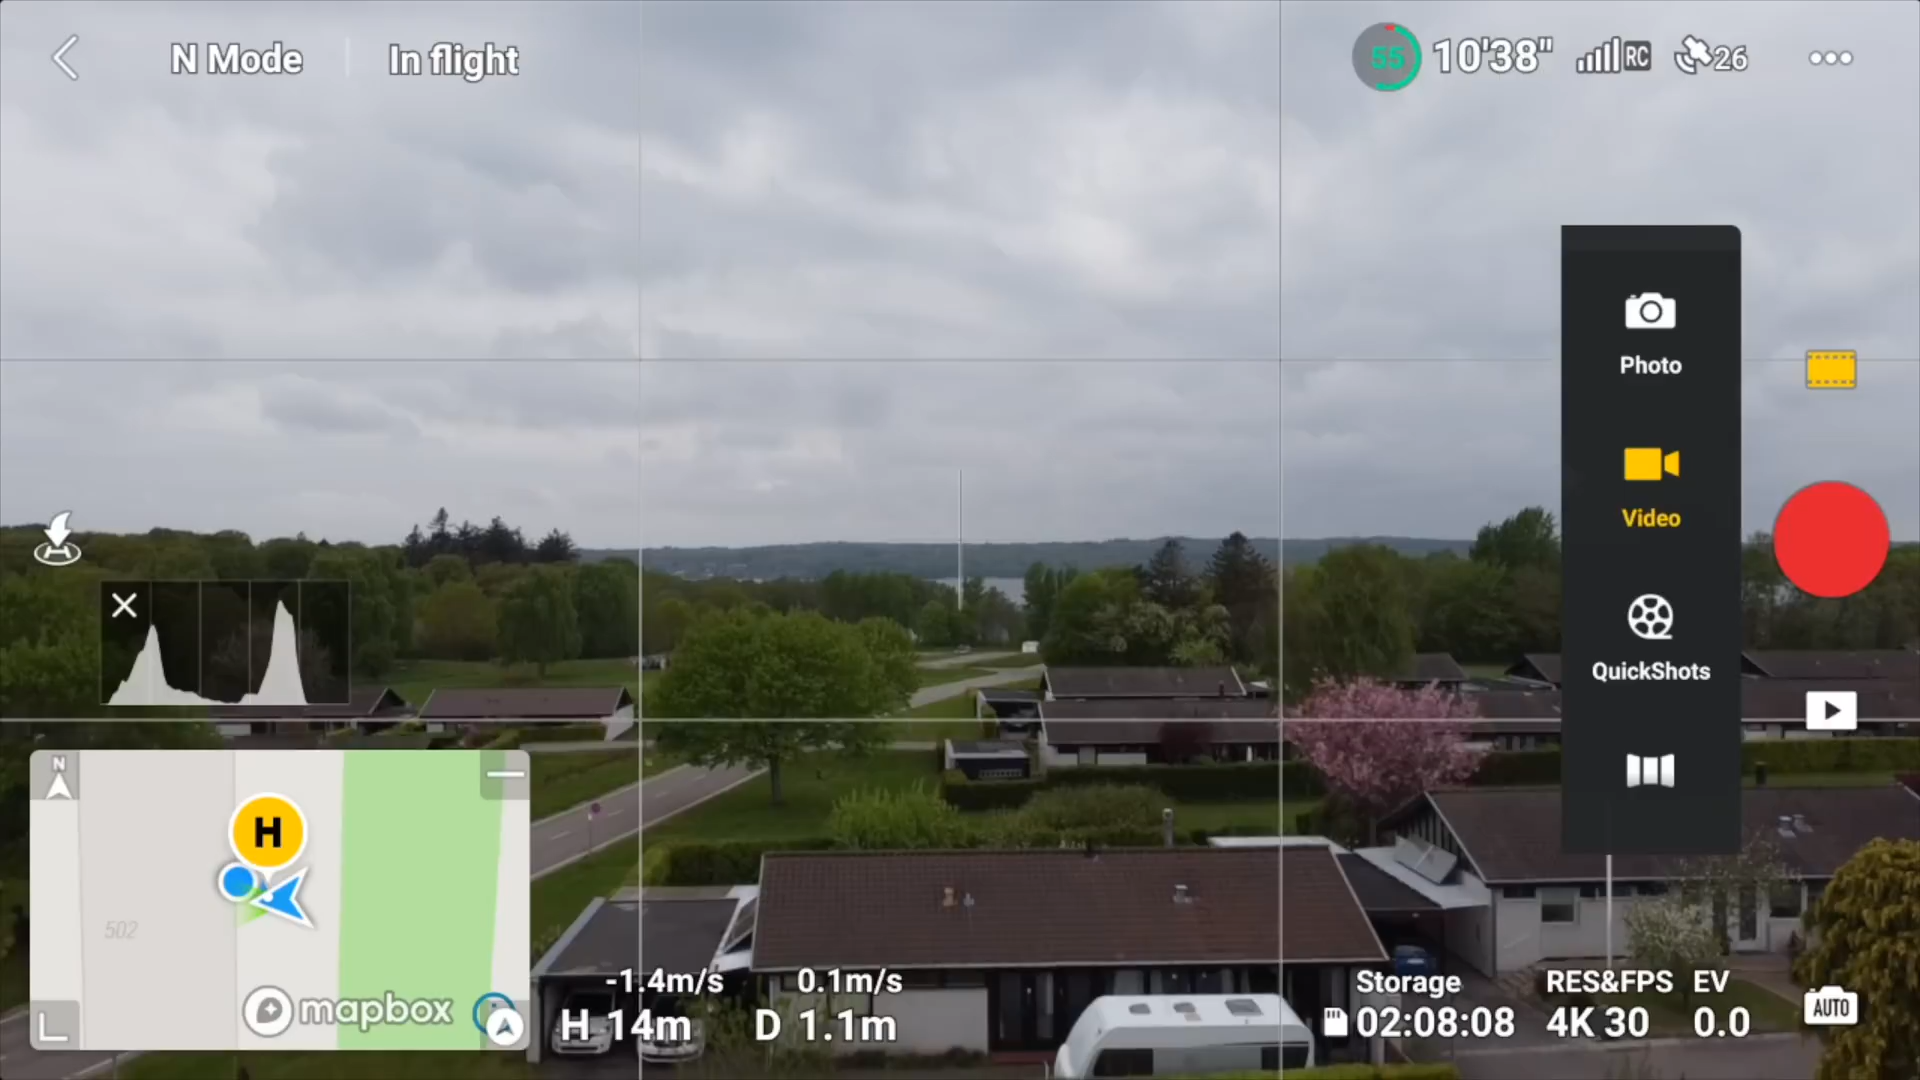 N Mode
In flight
55
10'38"
RC
26
Photo
Video
QuickShots
N
H
502
mapbox
-1.4m/s
0.1m/s
H 14m
D 1.1m
Storage
RES&FPS
EV
02:08:08
4K 30
0.0
AUTO